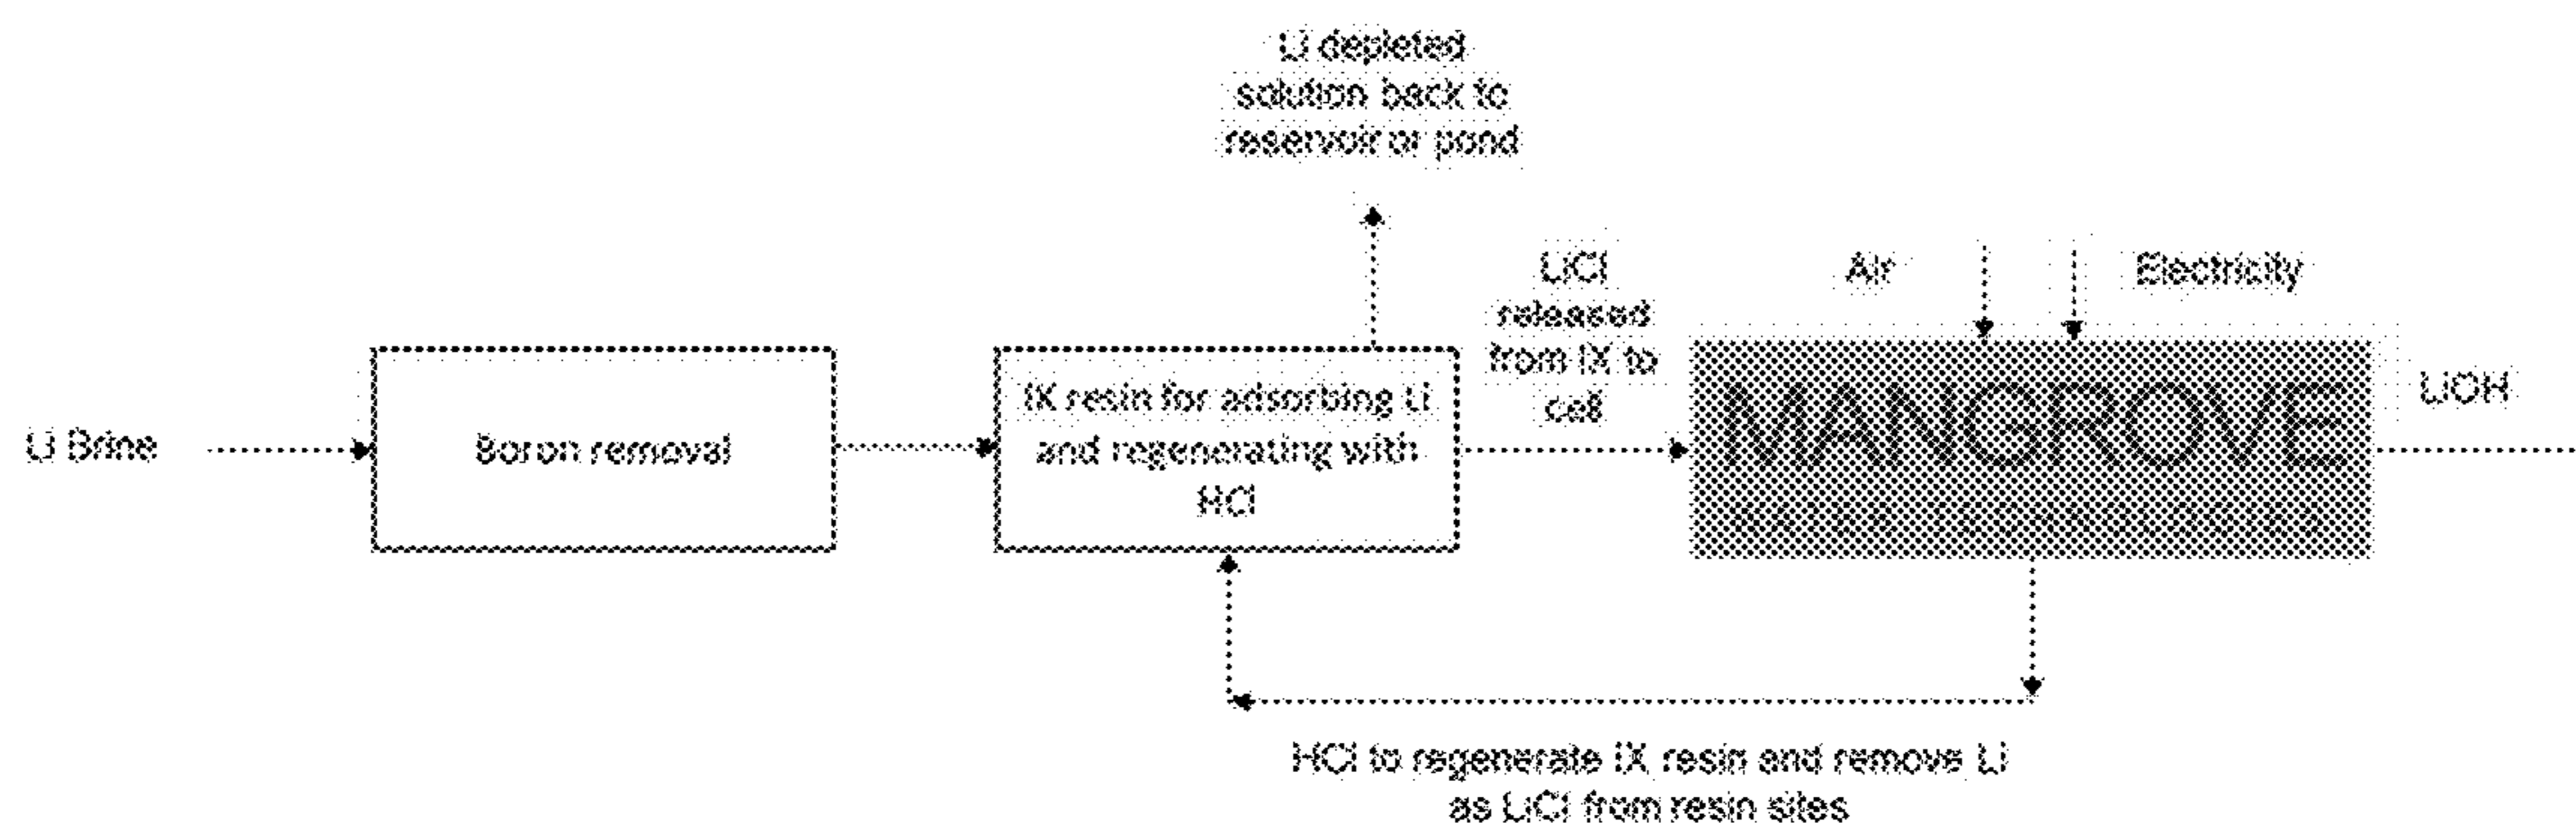 Li depleted
solution back to
reservoir or pond
LiCl
released
from IX to
cell
Air
Electricity
Li Brine
Boron removal
IX resin for adsorbing Li
and regenerating with
HCl
MANGROVE
LiOH
HCl to regenerate IX resin and remove Li
as LiCl from resin sites